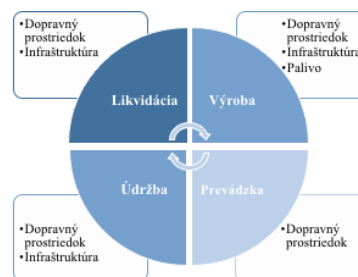 •Dopravný
prostriedok
•Infraštruktúra
•Dopravný
prostriedok
•Infraštruktúra
•Palivo
Likvidácia
Výroba
Údržba
Prevádzka
•Dopravný
prostriedok
•Infraštruktúra
•Dopravný
prostriedok